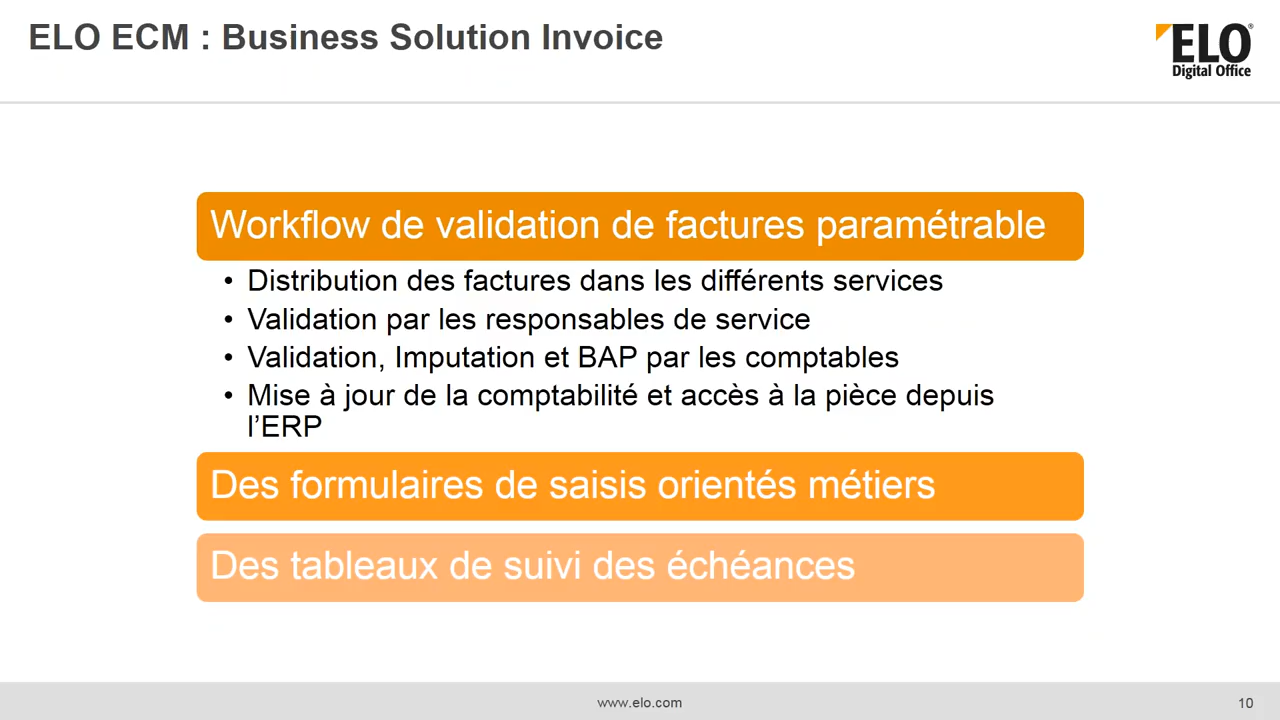 ELO ECM : Business Solution Invoice
ELO®
Digital Office
Workflow de validation de factures paramétrable
• Distribution des factures dans les différents services
• Validation par les responsables de service
• Validation, Imputation et BAP par les comptables
• Mise à jour de la comptabilité et accès à la pièce depuis
l’ERP
Des formulaires de saisis orientés métiers
Des tableaux de suivi des échéances
www.elo.com
10